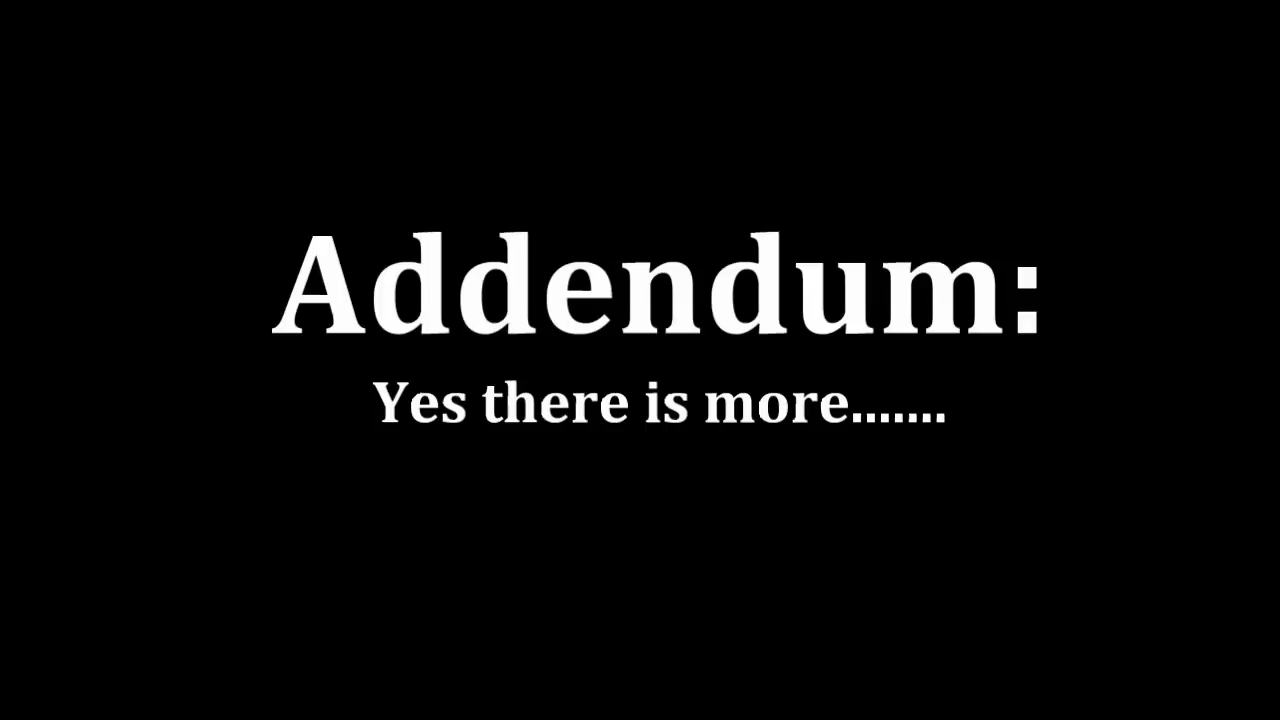 Addendum:
Yes there is more.......